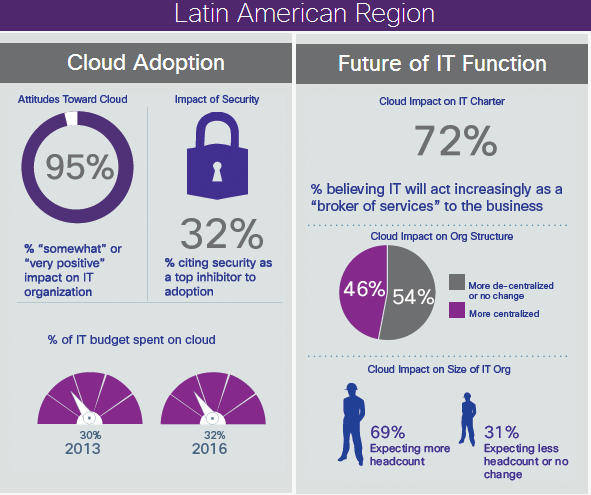 Latin American Region
Cloud Adoption
Attitudes Toward Cloud
95%
% “somewhat” or
“very positive”
impact on IT
organization
Impact of Security
32%
% citing security as
a top inhibitor to
adoption
% of IT budget spent on cloud
30%
2013
32%
2016
Future of IT Function
Cloud Impact on IT Charter
72%
% believing IT will act increasingly as a
“broker of services” to the business
Cloud Impact on Org Structure
46%
54%
More de-centralized
or no change
More centralized
Cloud Impact on Size of IT Org
69%
Expecting more
headcount
31%
Expecting less
headcount or no
change